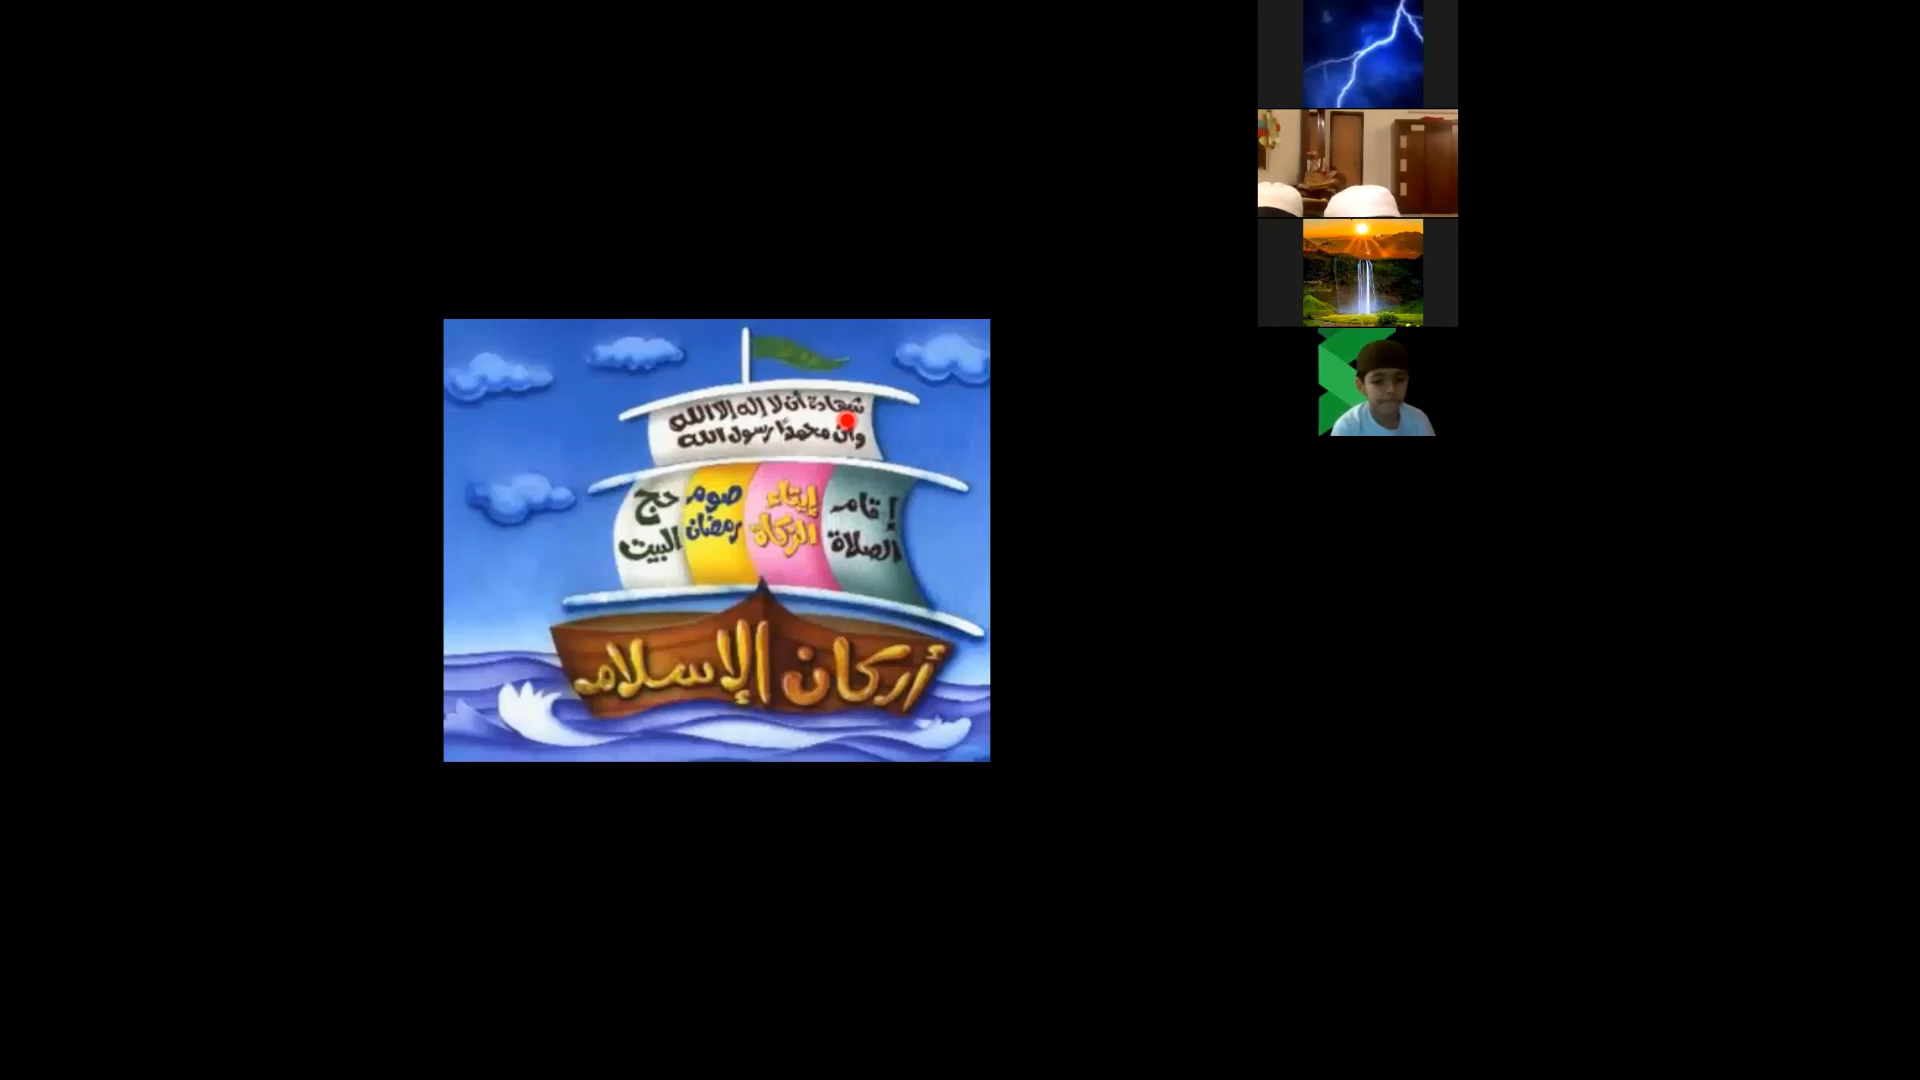 شهادة أن لا إله إلا الله
وأن محمدًا رسول الله
إقام الصلاة
إيتاء الزكاة
صوم رمضان
حج البيت
أركان الإسلام